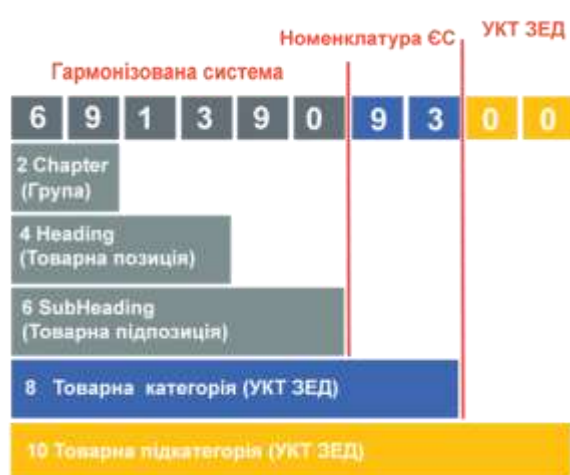 УКТ ЗЕД
Номенклатура ЄС
Гармонізована система
6 9 1 3 9 0 9 3 0 0
2 Chapter
(Група)
4 Heading
(Товарна позиція)
6 SubHeading
(Товарна підпозиція)
8 Товарна категорія (УКТ ЗЕД)
10 Товарна підкатегорія (УКТ ЗЕД)